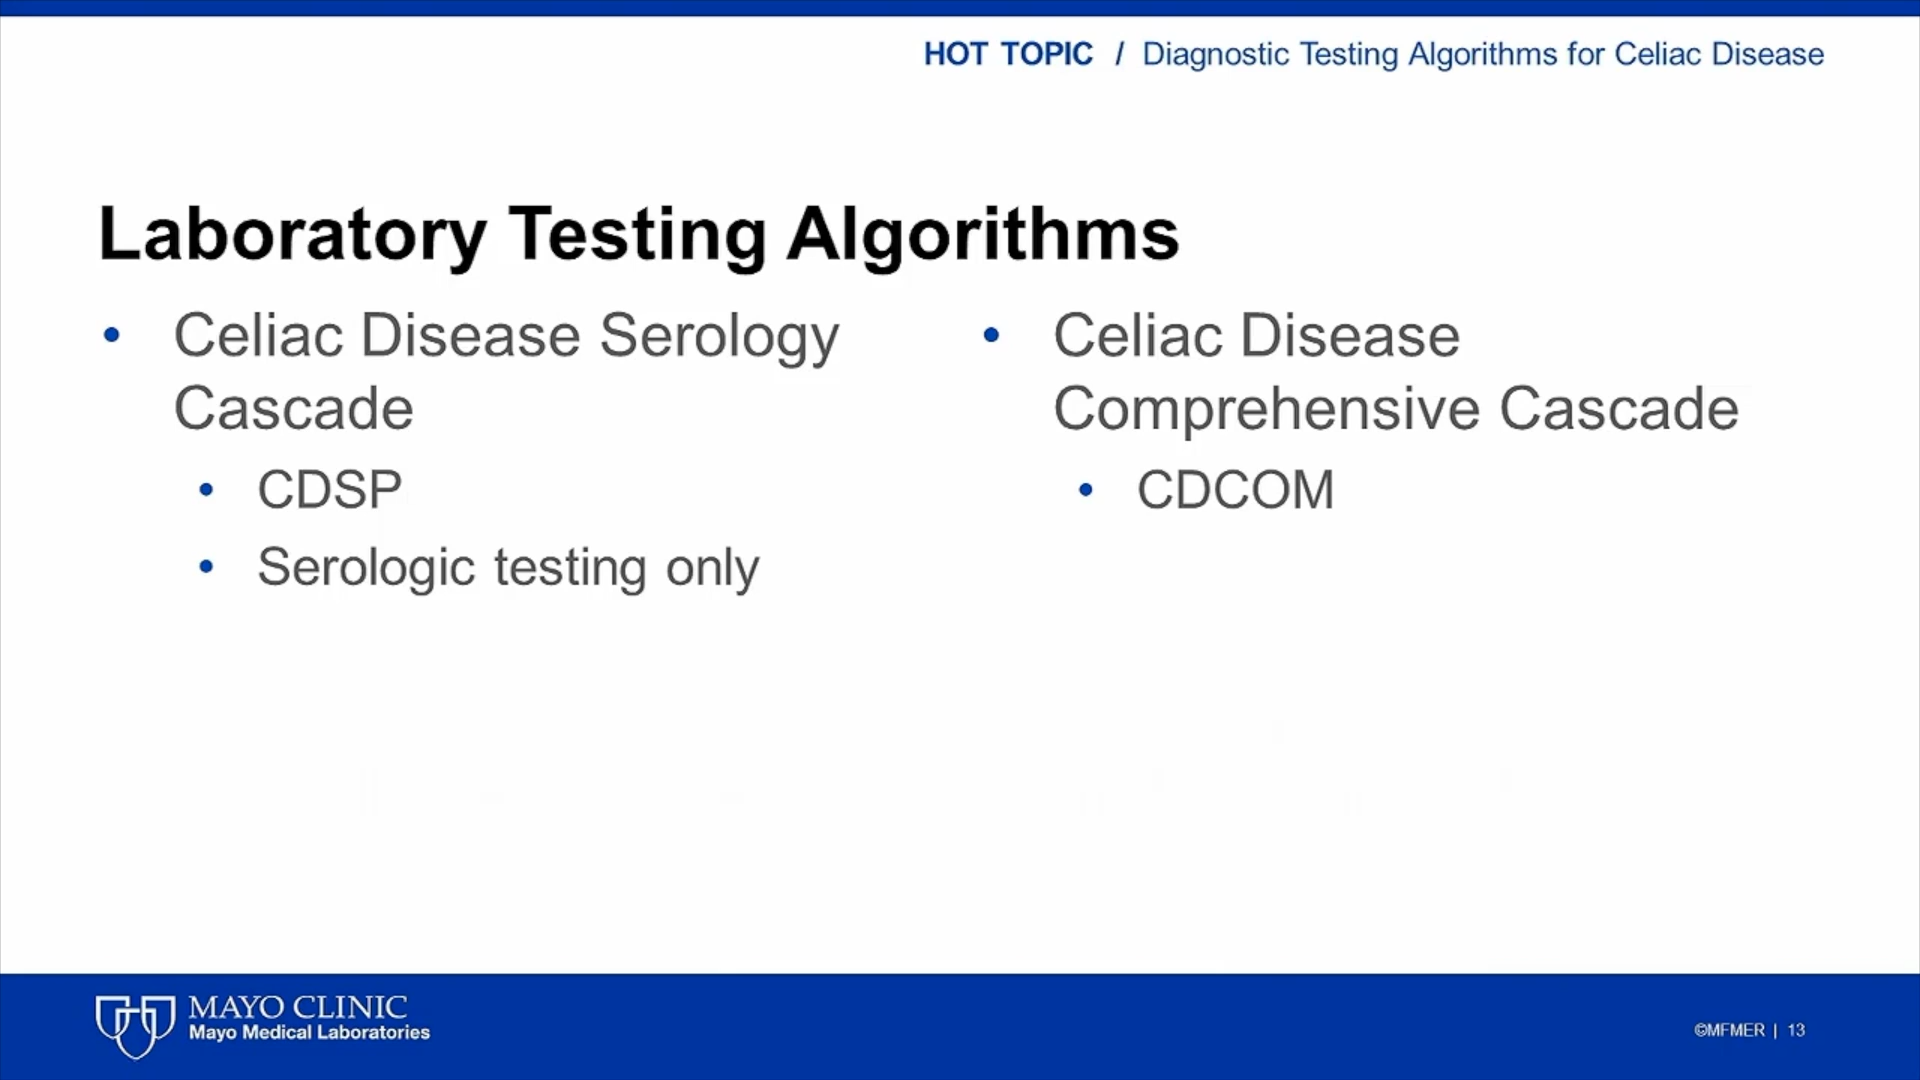 HOT TOPIC / Diagnostic Testing Algorithms for Celiac Disease
Laboratory Testing Algorithms
• Celiac Disease Serology
Cascade
• CDSP
• Serologic testing only
• Celiac Disease
Comprehensive Cascade
• CDCOM
MAYO CLINIC
Mayo Medical Laboratories
©MFMER | 13